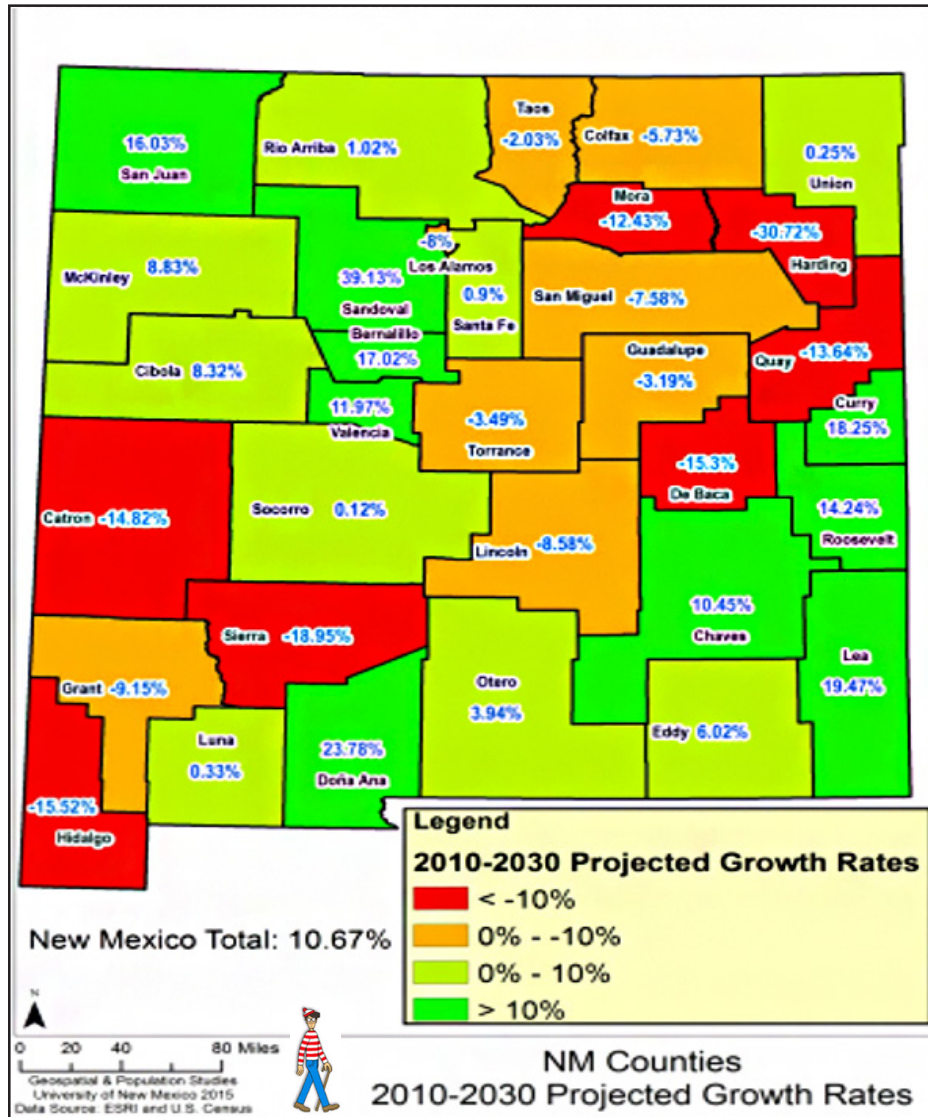 Taos
-2.03%
Colfax -5.73%
16.03%
San Juan
Rio Arriba 1.02%
0.25%
Union
Mora
-12.43%
-30.72%
Harding
-8%
Los Alamos
McKinley 8.83%
39.13%
Sandoval
0.9%
Santa Fe
San Miguel -7.58%
Bernalillo
17.02%
Guadalupe
-3.19%
Quay -13.64%
Cibola 8.32%
11.97%
Valencia
-3.49%
Torrance
Curry
18.25%
-15.3%
De Baca
Catron -14.82%
Socorro 0.12%
Lincoln -8.58%
14.24%
Roosevelt
10.45%
Chaves
Sierra -18.95%
Lea
19.47%
Grant -9.15%
Otero
3.94%
Eddy 6.02%
Luna
0.33%
23.78%
Doña Ana
-15.52%
Hidalgo
Legend
2010-2030 Projected Growth Rates
< -10%
0% - -10%
0% - 10%
> 10%
New Mexico Total: 10.67%
N
0 20 40 80 Miles
Geospatial & Population Studies
University of New Mexico 2015
Data Source: ESRI and U.S. Census
NM Counties
2010-2030 Projected Growth Rates